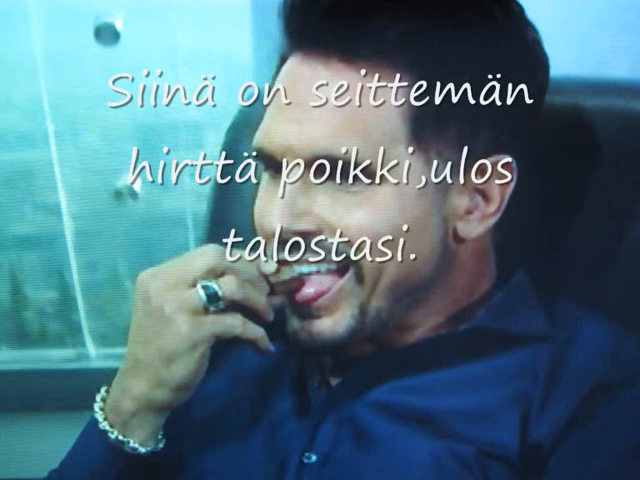 Siinä on seittemän
hirttä poikki,ulos
talostasi.